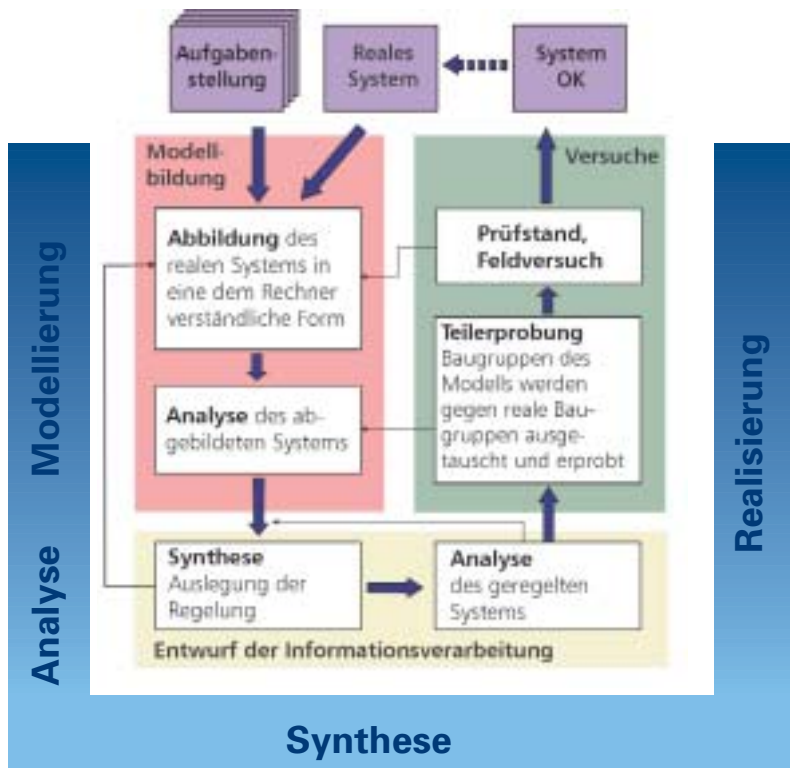 Aufgaben-
stellung
Reales
System
System
OK
Modell-
bildung
Versuche
Abbildung des
realen Systems in
eine dem Rechner
verständliche Form
Prüfstand,
Feldversuch
Analyse des ab-
gebildeten Systems
Teilerprobung
Baugruppen des
Modells werden
gegen reale Bau-
gruppen ausge-
tauscht und erprobt
Synthese
Auslegung der
Regelung
Analyse
des geregelten
Systems
Entwurf der Informationsverarbeitung
Modellierung
Analyse
Synthese
Realisierung